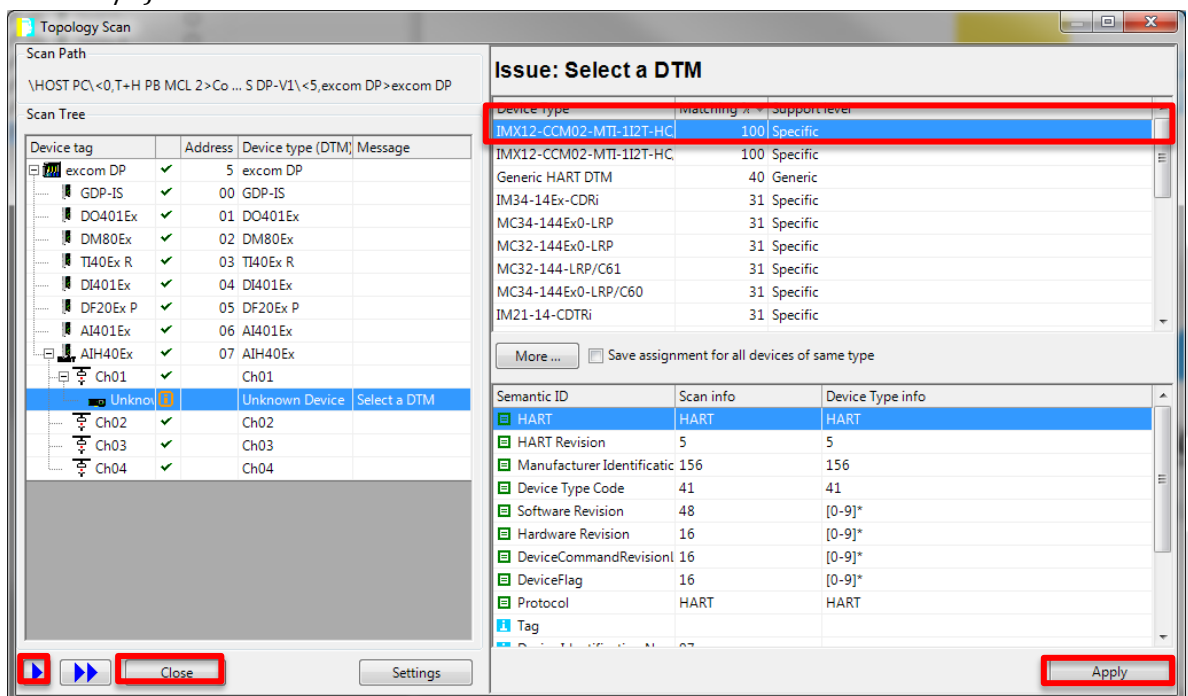 Topology Scan
Scan Path
\HOST PC\<0,T+H PB MCL 2>Co ... S DP-V1\<5,excom DP>excom DP
Scan Tree
Device tag Address Device type (DTM) Message
excom DP 5 excom DP
GDP-IS 00 GDP-IS
DO401Ex 01 DO401Ex
DM80Ex 02 DM80Ex
TI40Ex R 03 TI40Ex R
DI401Ex 04 DI401Ex
DF20Ex P 05 DF20Ex P
AI401Ex 06 AI401Ex
AIH40Ex 07 AIH40Ex
Ch01 Ch01
Unknov Unknown Device Select a DTM
Ch02 Ch02
Ch03 Ch03
Ch04 Ch04
Close
Settings
Issue: Select a DTM
Device Type Matching % Support level
IMX12-CCM02-MTI-1I2T-HC, 100 Specific
IMX12-CCM02-MTI-1I2T-HC, 100 Specific
Generic HART DTM 40 Generic
IM34-14Ex-CDRi 31 Specific
MC34-144Ex0-LRP 31 Specific
MC32-144Ex0-LRP 31 Specific
MC32-144-LRP/C61 31 Specific
MC34-144Ex0-LRP/C60 31 Specific
IM21-14-CDTRi 31 Specific
More ... Save assignment for all devices of same type
Semantic ID Scan info Device Type info
HART HART HART
HART Revision 5 5
Manufacturer Identificatic 156 156
Device Type Code 41 41
Software Revision 48 [0-9]*
Hardware Revision 16 [0-9]*
DeviceCommandRevisionL 16 [0-9]*
DeviceFlag 16 [0-9]*
Protocol HART HART
Tag
Apply